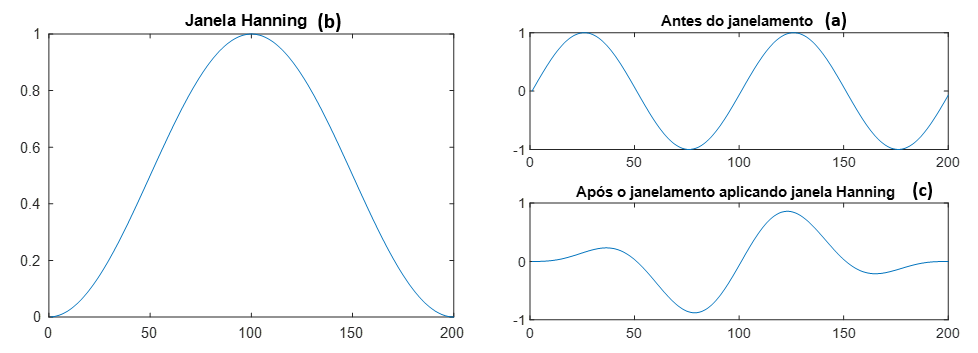 Janela Hanning (b)
1
0.8
0.6
0.4
0.2
0
0 50 100 150 200
Antes do janelamento (a)
1
0
-1
0 50 100 150 200
Após o janelamento aplicando janela Hanning (c)
1
0
-1
0 50 100 150 200